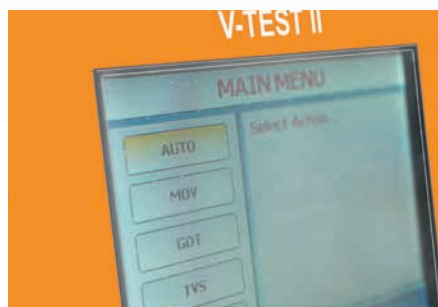 V-TEST II
MAIN MENU
AUTO
Select Action
MOV
GDT
TVS